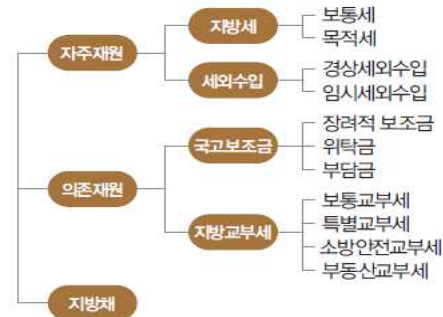 자주재원
지방세
보통세
목적세
세외수입
경상세외수입
임시세외수입
의존재원
국고보조금
장려적 보조금
위탁금
부담금
지방교부세
보통교부세
특별교부세
소방안전교부세
부동산교부세
지방채